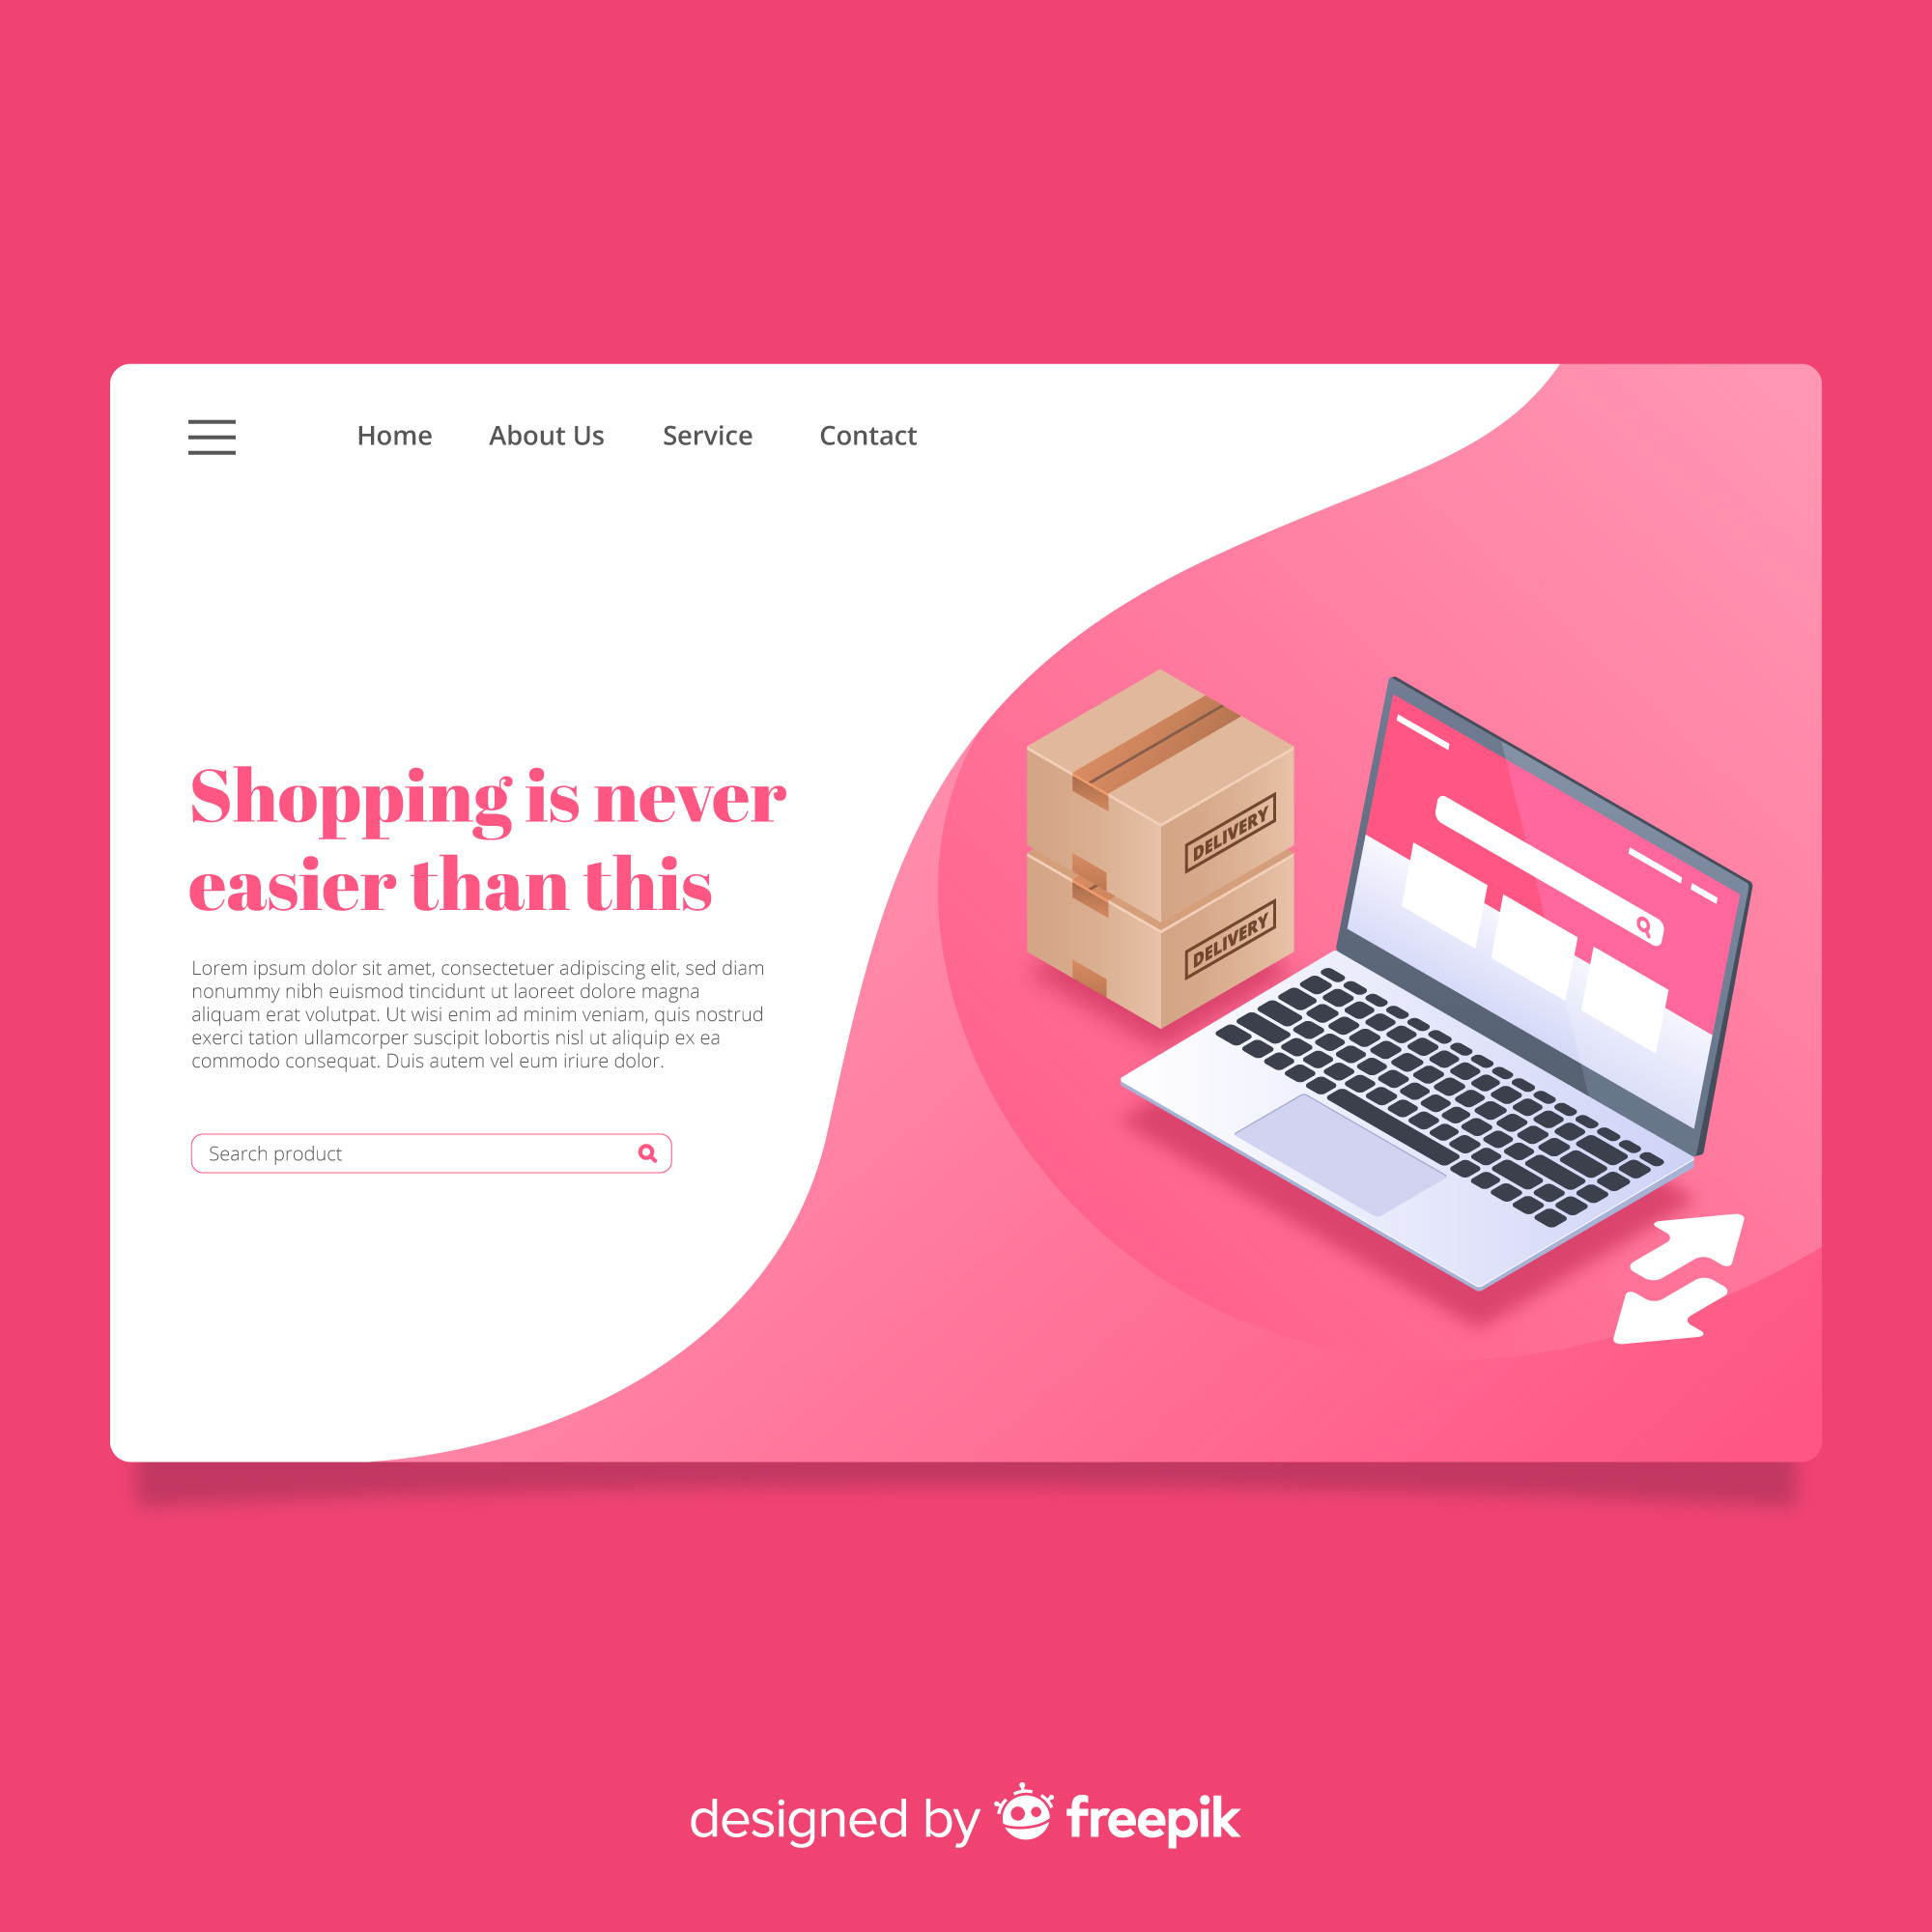 Home About Us Service Contact
Shopping is never
easier than this
Lorem ipsum dolor sit amet, consectetuer adipiscing elit, sed diam
nonummy nibh euismod tincidunt ut laoreet dolore magna
aliquam erat volutpat. Ut wisi enim ad minim veniam, quis nostrud
exerci tation ullamcorper suscipit lobortis nisl ut aliquip ex ea
commodo consequat. Duis autem vel eum iriure dolor.
Search product
DELIVERY
DELIVERY
designed by freepik